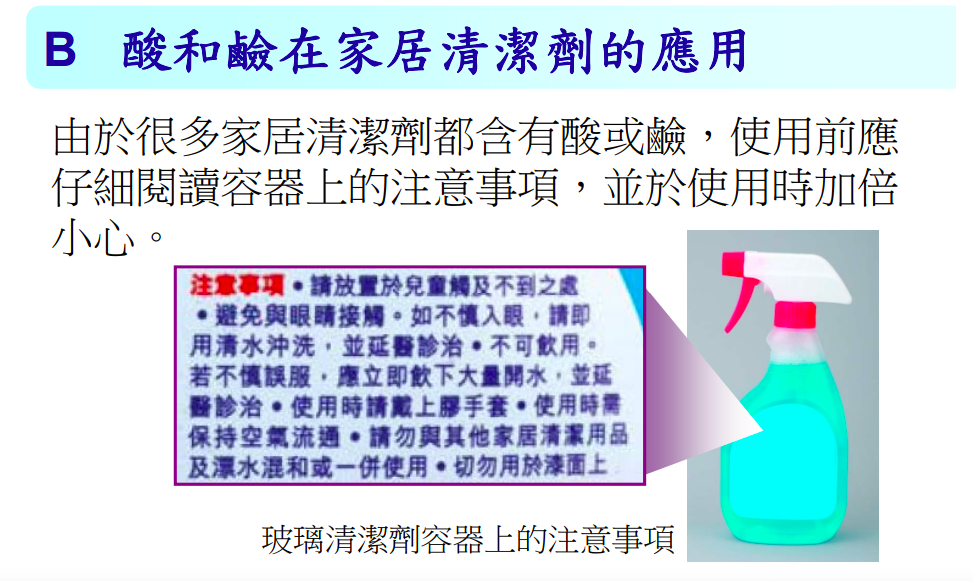 B 酸和鹼在家居清潔劑的應用
由於很多家居清潔劑都含有酸或鹼，使用前應
仔細閱讀容器上的注意事項，並於使用時加倍
小心。
注意事項•請放置於兒童觸及不到之處
•避免與眼睛接觸。如不慎入眼，請即
用清水沖洗，並延醫診治•不可飲用。
若不慎誤服，應立即飲下大量開水，並延
醫診治•使用時請戴上膠手套•使用時需
保持空氣流通•請勿與其他家居清潔用品
及漂水混和或一併使用•切勿用於漆面上
玻璃清潔劑容器上的注意事項